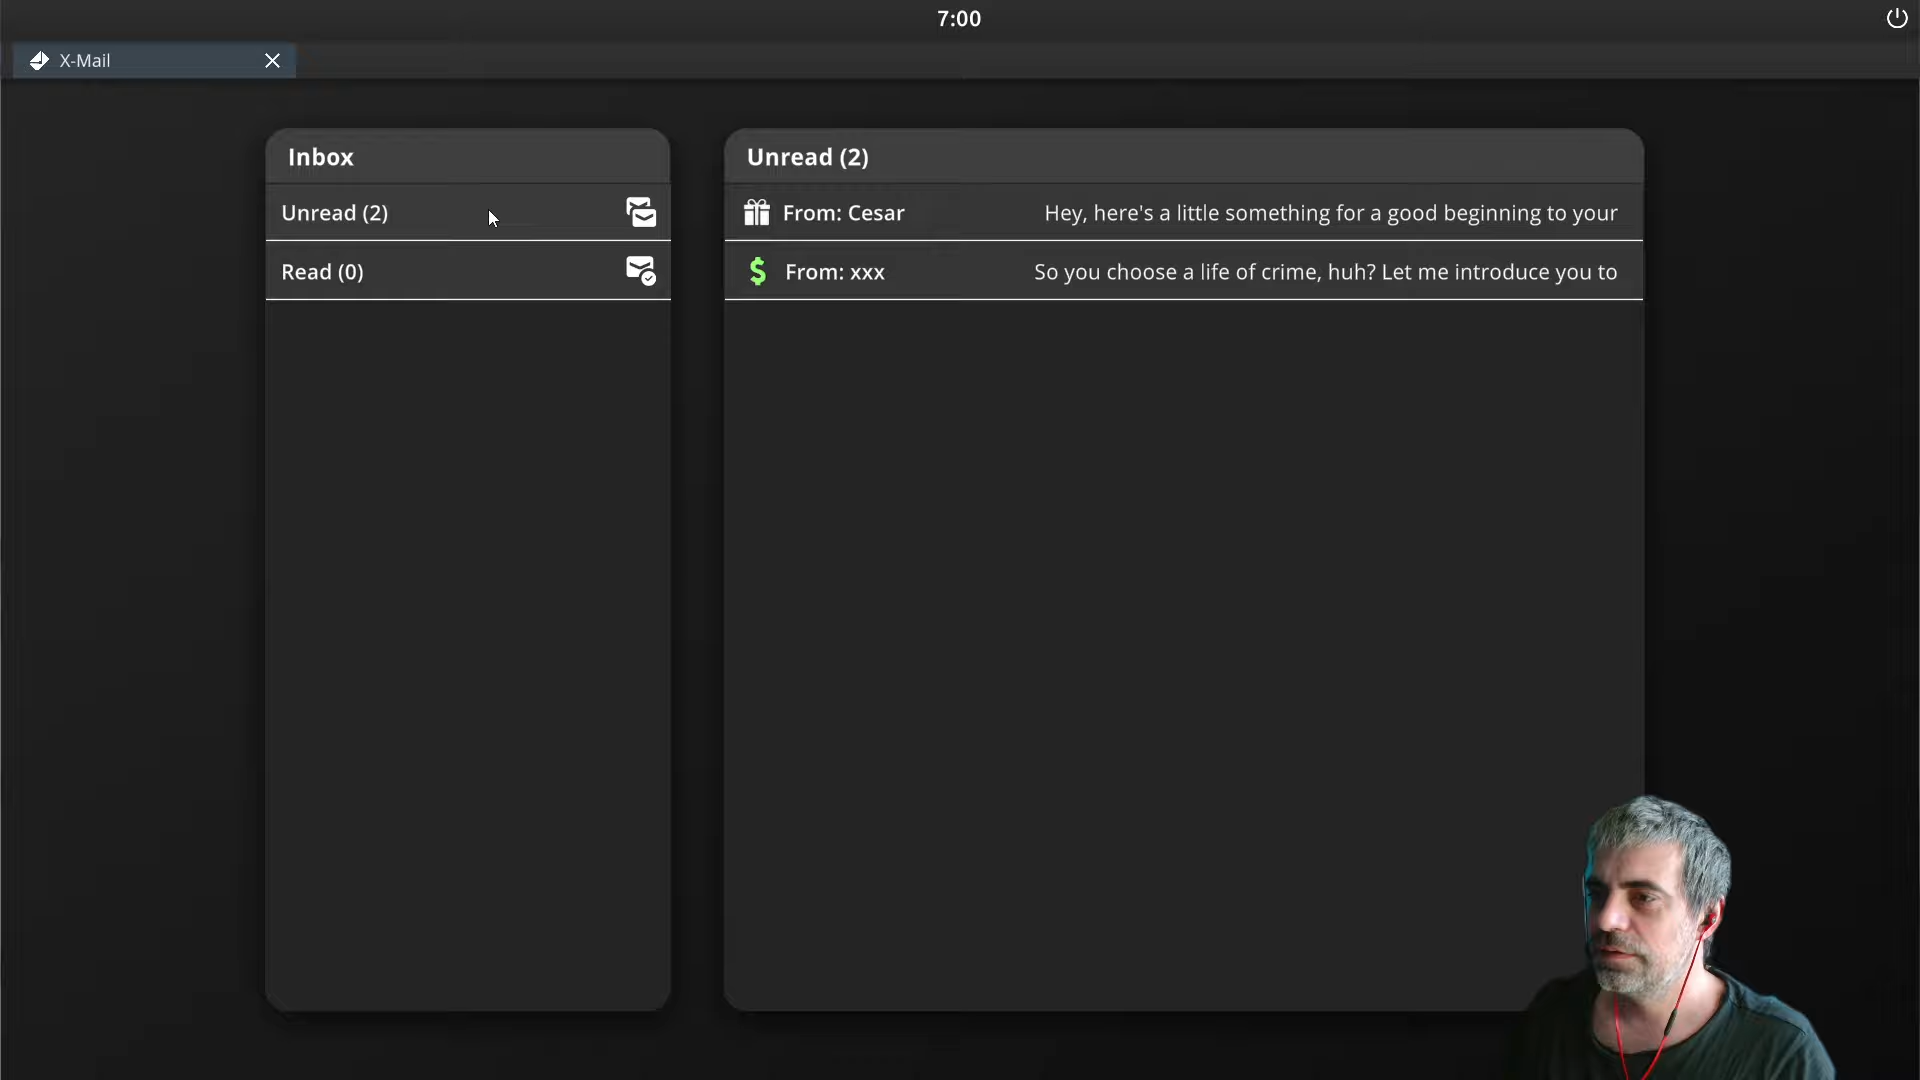 7:00
X-Mail
Inbox
Unread (2)
Read (0)
Unread (2)
From: Cesar Hey, here's a little something for a good beginning to your
From: xxx So you choose a life of crime, huh? Let me introduce you to